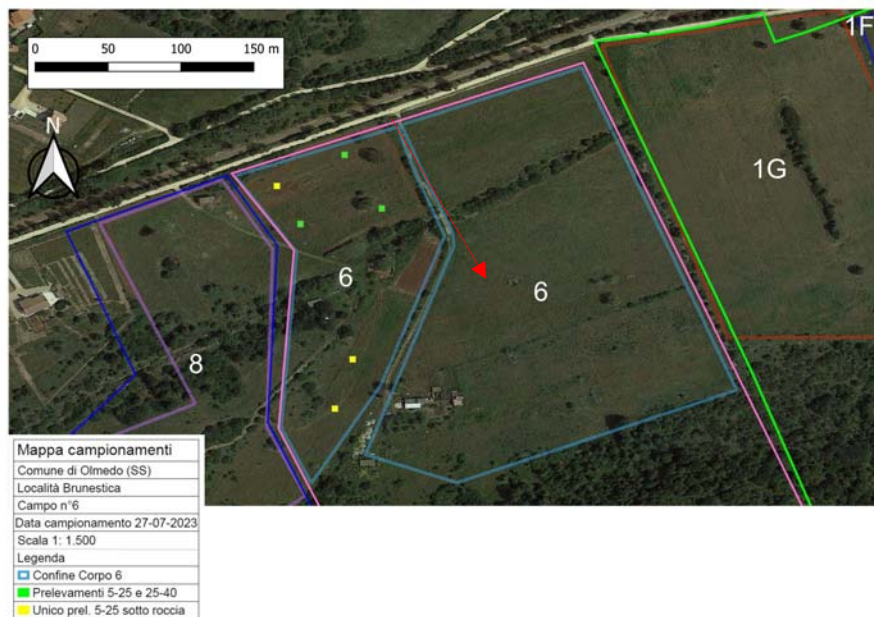 0 50 100 150 m
1F
N
1G
6
6
8
Mappa campionamenti
Comune di Olmedo (SS)
Località Brunestica
Campo n°6
Data campionamento 27-07-2023
Scala 1: 1.500
Legenda
Confine Corpo 6
Prelevamenti 5-25 e 25-40
Unico prel. 5-25 sotto roccia